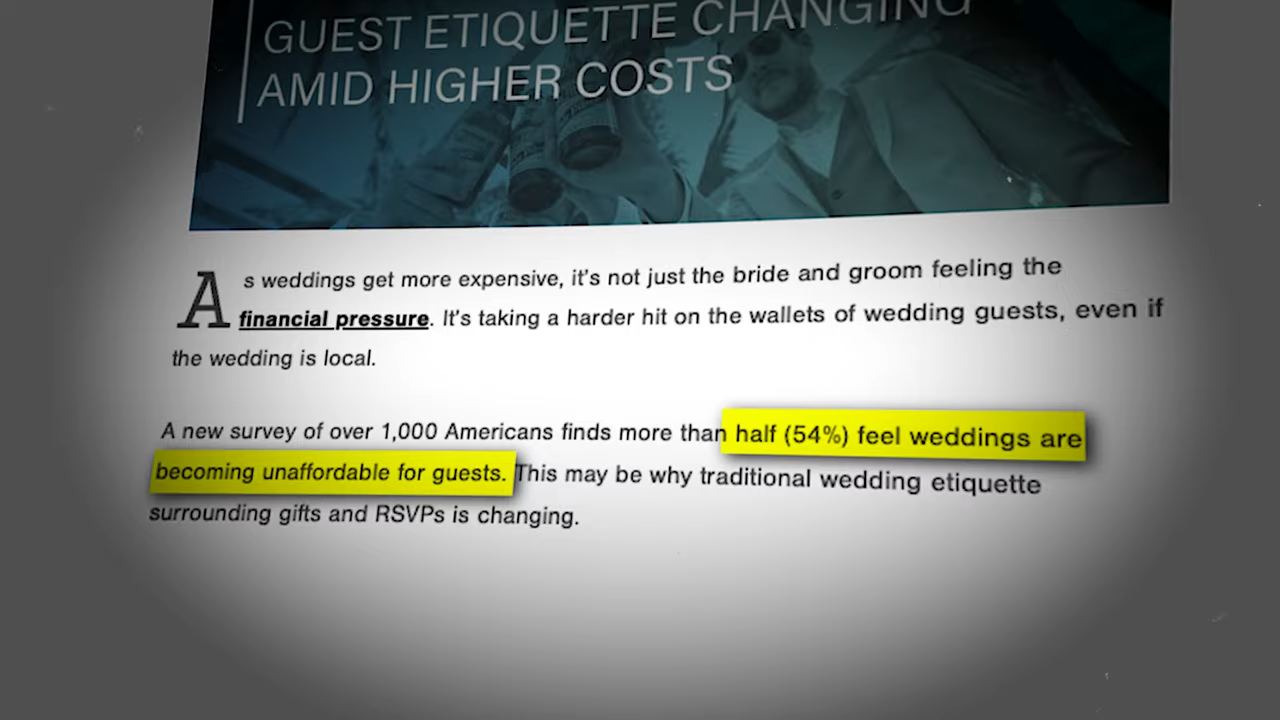 GUEST ETIQUETTE CHANGING
AMID HIGHER COSTS
As weddings get more expensive, it's not just the bride and groom feeling the
financial pressure. It's taking a harder hit on the wallets of wedding guests, even if
the wedding is local.
A new survey of over 1,000 Americans finds more than half (54%) feel weddings are
becoming unaffordable for guests. This may be why traditional wedding etiquette
surrounding gifts and RSVPs is changing.